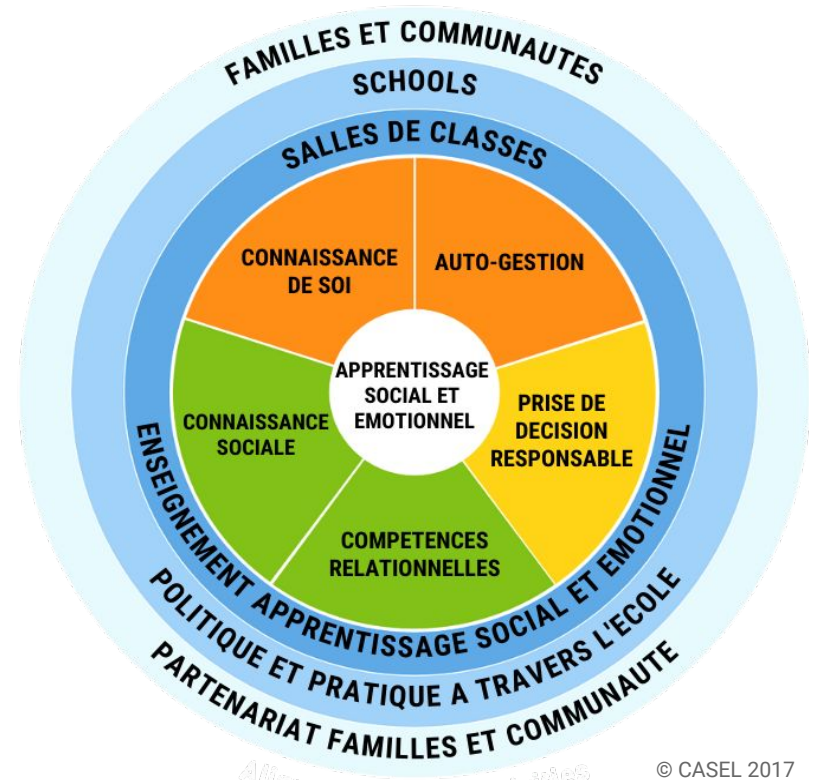 FAMILLES ET COMMUNAUTES
SCHOOLS
SALLES DE CLASSES
CONNAISSANCE
DE SOI
AUTO-GESTION
APPRENTISSAGE
SOCIAL ET
EMOTIONNEL
CONNAISSANCE
SOCIALE
PRISE DE
DECISION
RESPONSABLE
COMPETENCES
RELATIONNELLES
ENSEIGNEMENT APPRENTISSAGE SOCIAL ET EMOTIONNEL
POLITIQUE ET PRATIQUE A TRAVERS L'ECOLE
PARTENARIAT FAMILLES ET COMMUNAUTE
© CASEL 2017